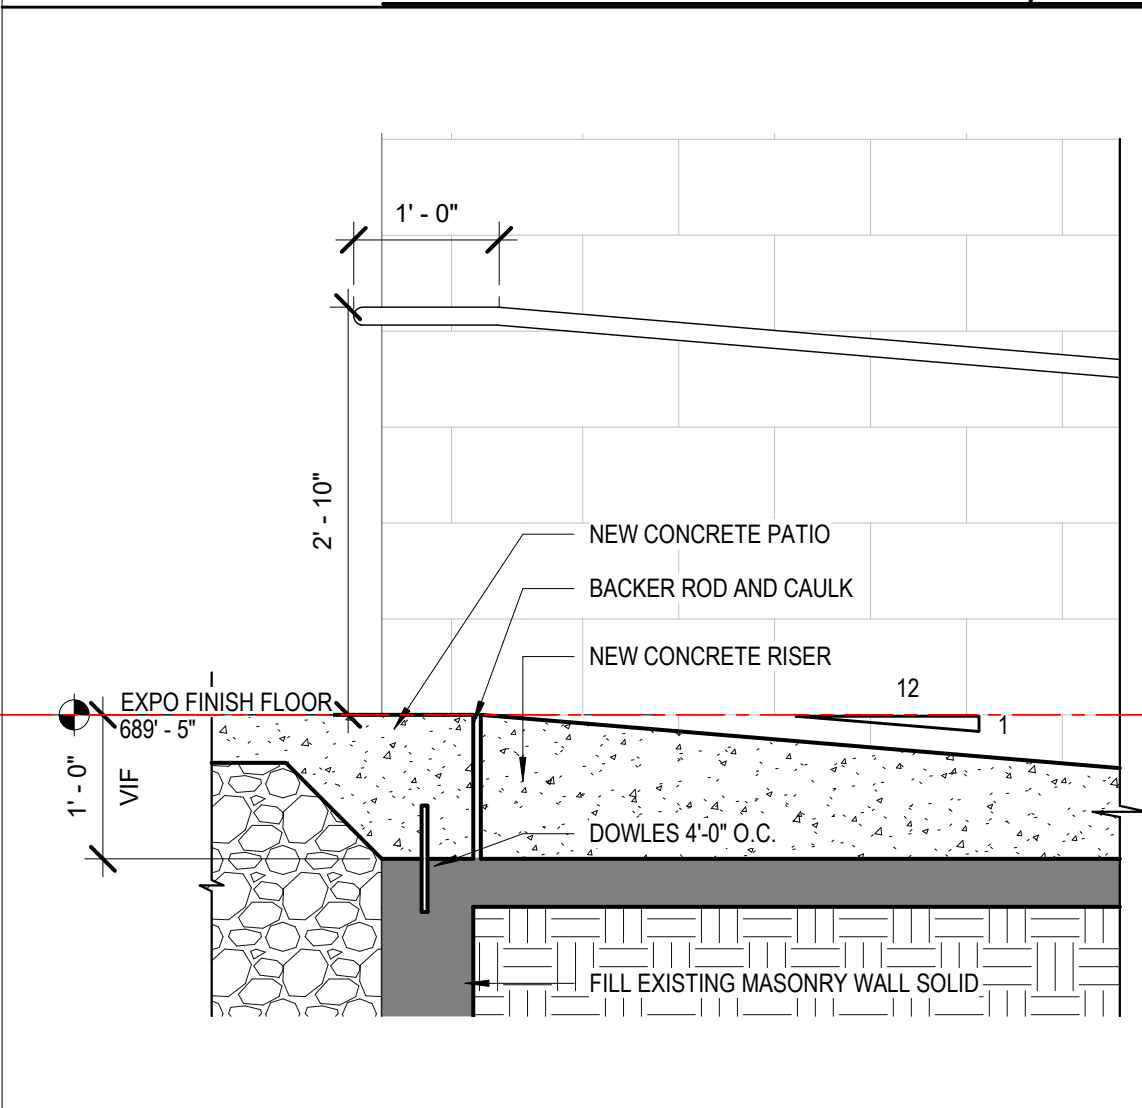 1' - 0"
2' - 10"
NEW CONCRETE PATIO
BACKER ROD AND CAULK
NEW CONCRETE RISER
12
1
EXPO FINISH FLOOR
689' - 5"
1' - 0"
VIF
DOWLES 4'-0" O.C.
FILL EXISTING MASONRY WALL SOLID